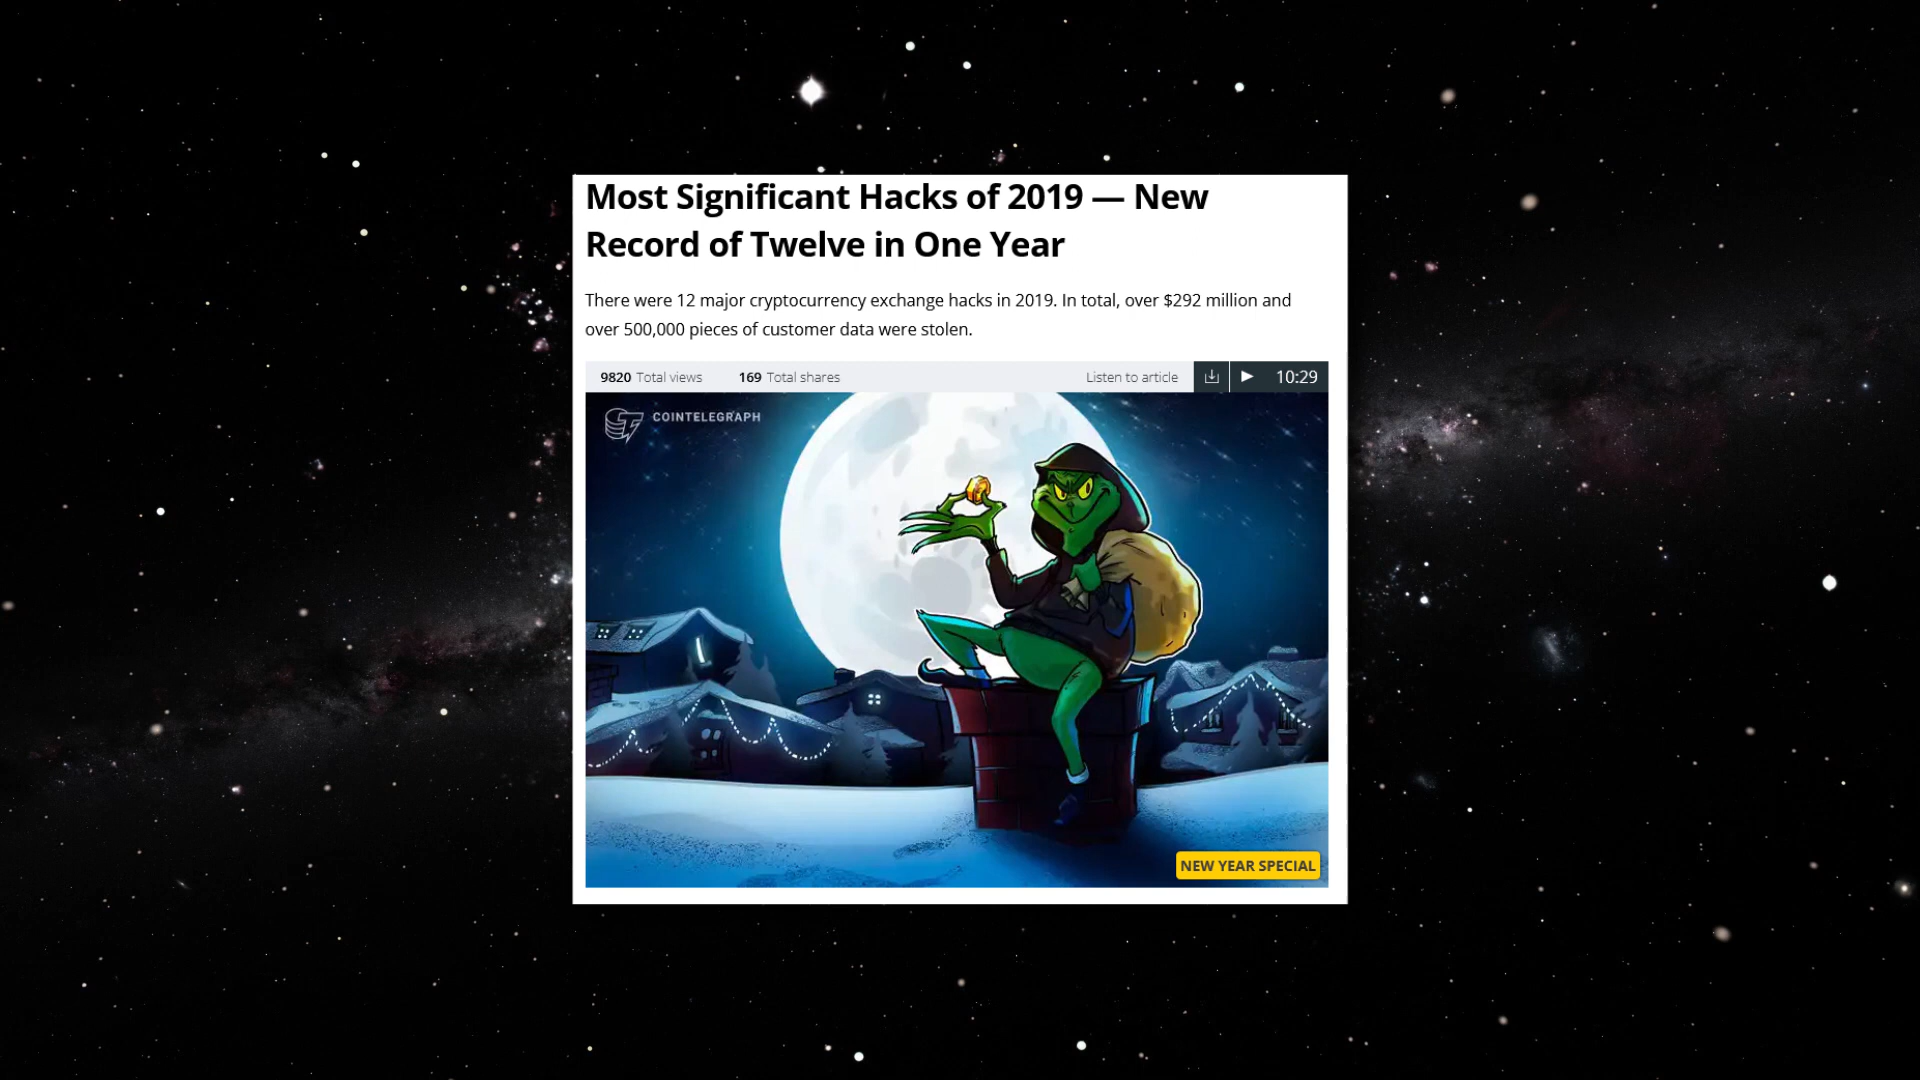 Most Significant Hacks of 2019 — New
Record of Twelve in One Year
There were 12 major cryptocurrency exchange hacks in 2019. In total, over $292 million and
over 500,000 pieces of customer data were stolen.
9820 Total views 169 Total shares Listen to article 10:29
COINTELEGRAPH
NEW YEAR SPECIAL